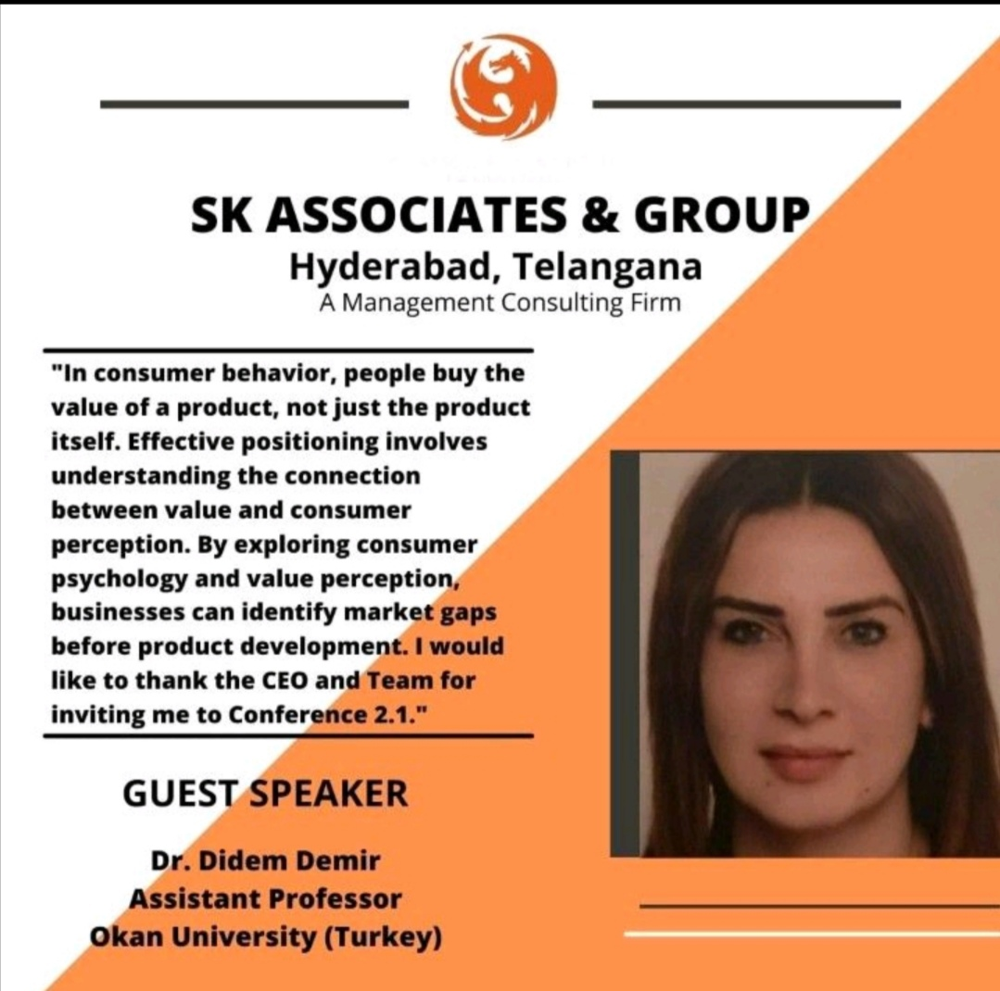 SK ASSOCIATES & GROUP
Hyderabad, Telangana
A Management Consulting Firm
"In consumer behavior, people buy the
value of a product, not just the product
itself. Effective positioning involves
understanding the connection
between value and consumer
perception. By exploring consumer
psychology and value perception,
businesses can identify market gaps
before product development. I would
like to thank the CEO and Team for
inviting me to Conference 2.1."
GUEST SPEAKER
Dr. Didem Demir
Assistant Professor
Okan University (Turkey)